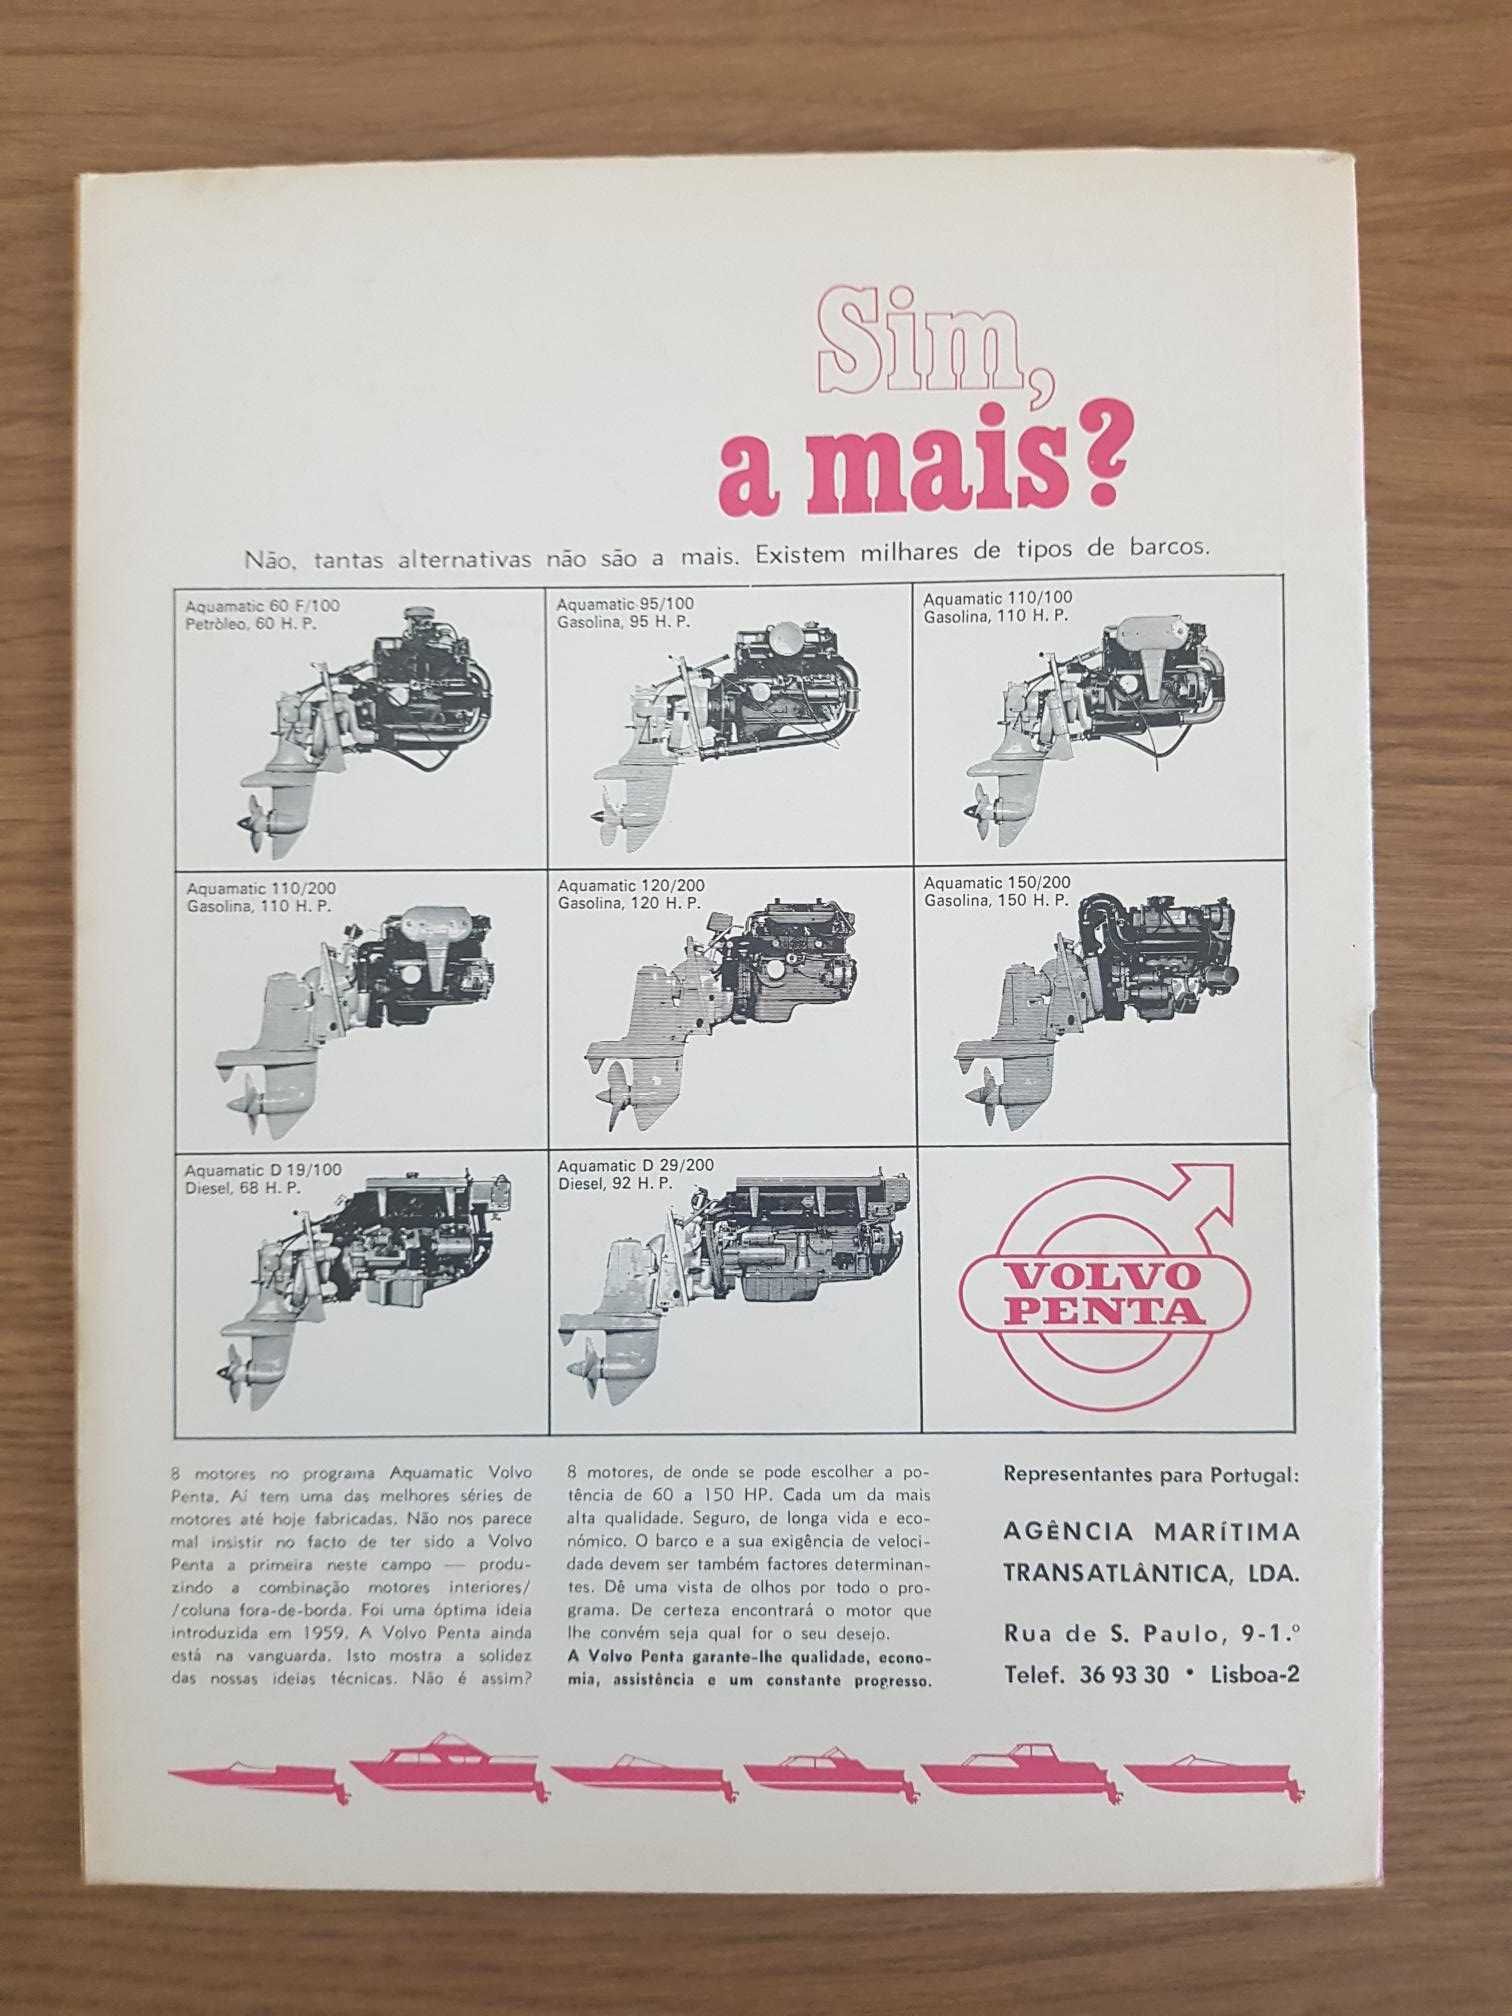 Sim,
a mais?
Não, tantas alternativas não são a mais. Existem milhares de tipos de barcos.
Aquamatic 60 F/100
Petròleo, 60 H. P.
Aquamatic 95/100
Gasolina, 95 H. P.
Aquamatic 110/100
Gasolina, 110 H. P.
Aquamatic 110/200
Gasolina, 110 H. P.
Aquamatic 120/200
Gasolina, 120 H. P.
Aquamatic 150/200
Gasolina, 150 H. P.
Aquamatic D 19/100
Diesel, 68 H. P.
Aquamatic D 29/200
Diesel, 92 H. P.
VOLVO
PENTA
8 motores no programa Aquamatic Volvo
Penta. Aí tem uma das melhores séries de
motores até hoje fabricadas. Não nos parece
mal insistir no facto de ter sido a Volvo
Penta a primeira neste campo — produ-
zindo a combinação motores interiores/
/coluna fora-de-borda. Foi uma óptima ideia
introduzida em 1959. A Volvo Penta ainda
está na vanguarda. Isto mostra a solidez
das nossas ideias técnicas. Não é assim?
8 motores, de onde se pode escolher a po-
tência de 60 a 150 HP. Cada um da mais
alta qualidade. Seguro, de longa vida e eco-
nómico. O barco e a sua exigência de veloci-
dade devem ser também factores determinan-
tes. Dê uma vista de olhos por todo o pro-
grama. De certeza encontrará o motor que
lhe convém seja qual for o seu desejo.
A Volvo Penta garante-lhe qualidade, econo-
mia, assistência e um constante progresso.
Representantes para Portugal:
AGÊNCIA MARÍTIMA
TRANSATLÂNTICA, LDA.
Rua de S. Paulo, 9-1.º
Telef. 36 93 30 • Lisboa-2